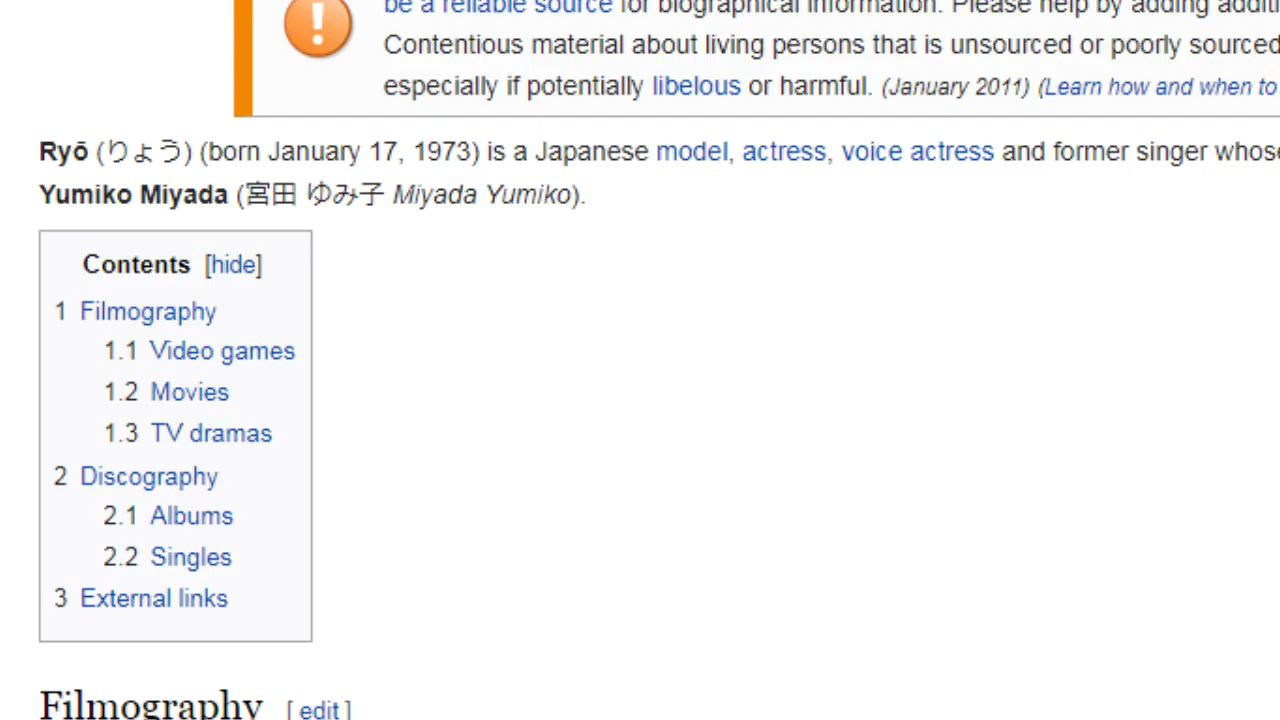 be a reliable source for biographical information. Please help by adding additi
Contentious material about living persons that is unsourced or poorly sourced
especially if potentially libelous or harmful. (January 2011) (Learn how and when to
Ryō (りょう) (born January 17, 1973) is a Japanese model, actress, voice actress and former singer whose
Yumiko Miyada (宮田 ゆみ子 Miyada Yumiko).
Contents [hide]
1 Filmography
1.1 Video games
1.2 Movies
1.3 TV dramas
2 Discography
2.1 Albums
2.2 Singles
3 External links
Filmography [ edit ]